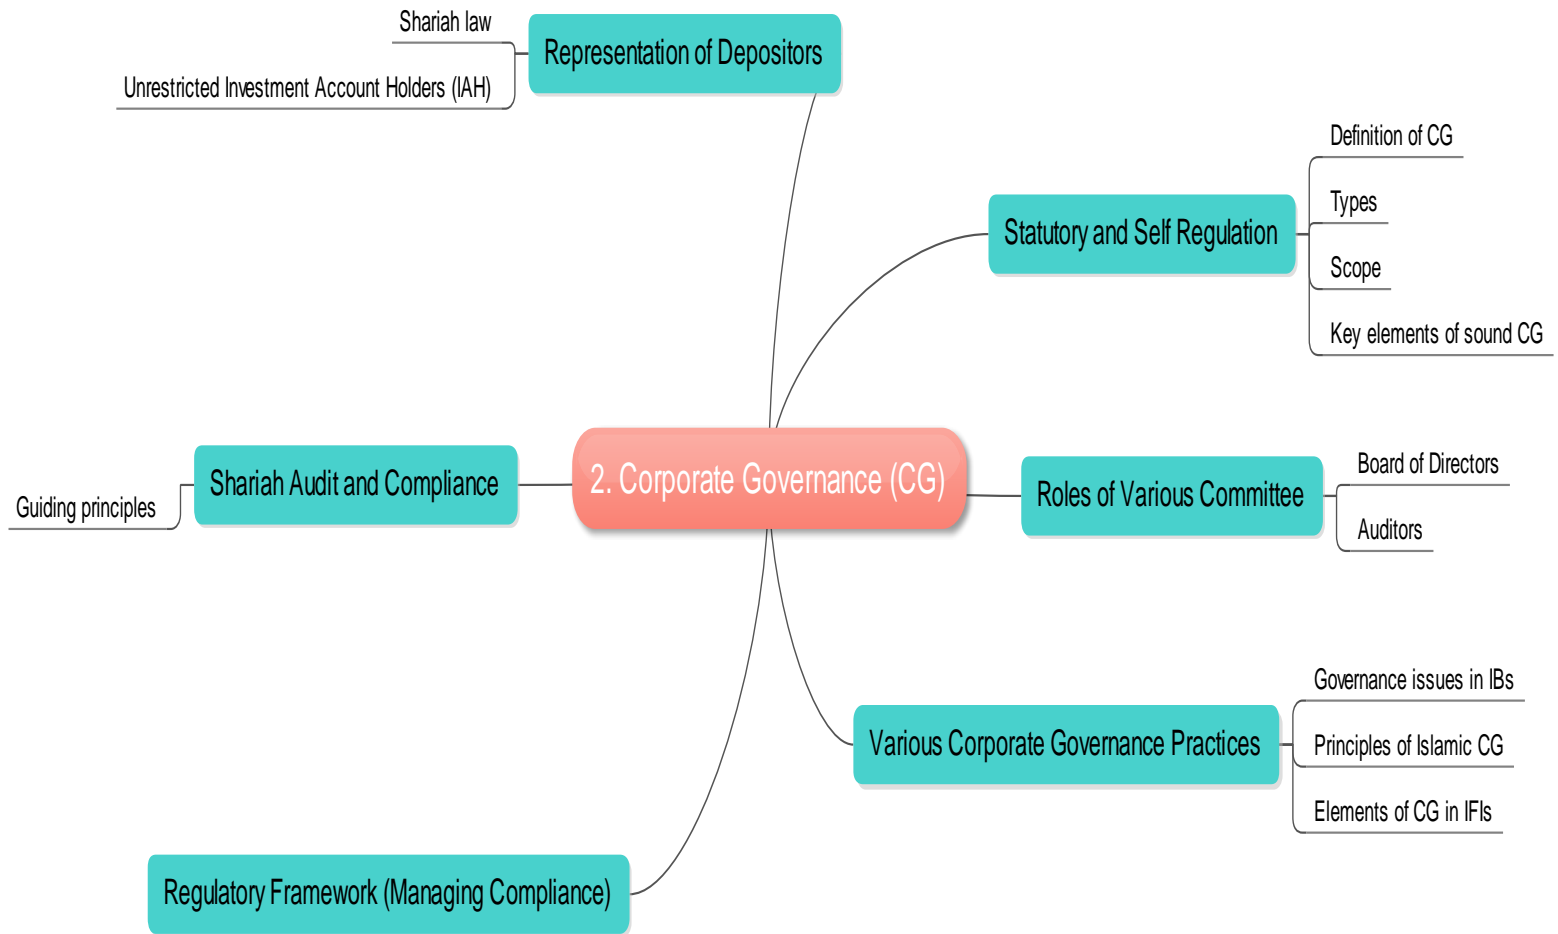 Shariah law
Representation of Depositors
Unrestricted Investment Account Holders (IAH)
Definition of CG
Types
Statutory and Self Regulation
Scope
Key elements of sound CG
2. Corporate Governance (CG)
Shariah Audit and Compliance
Guiding principles
Board of Directors
Roles of Various Committee
Auditors
Governance issues in IBs
Various Corporate Governance Practices
Principles of Islamic CG
Elements of CG in IFIs
Regulatory Framework (Managing Compliance)